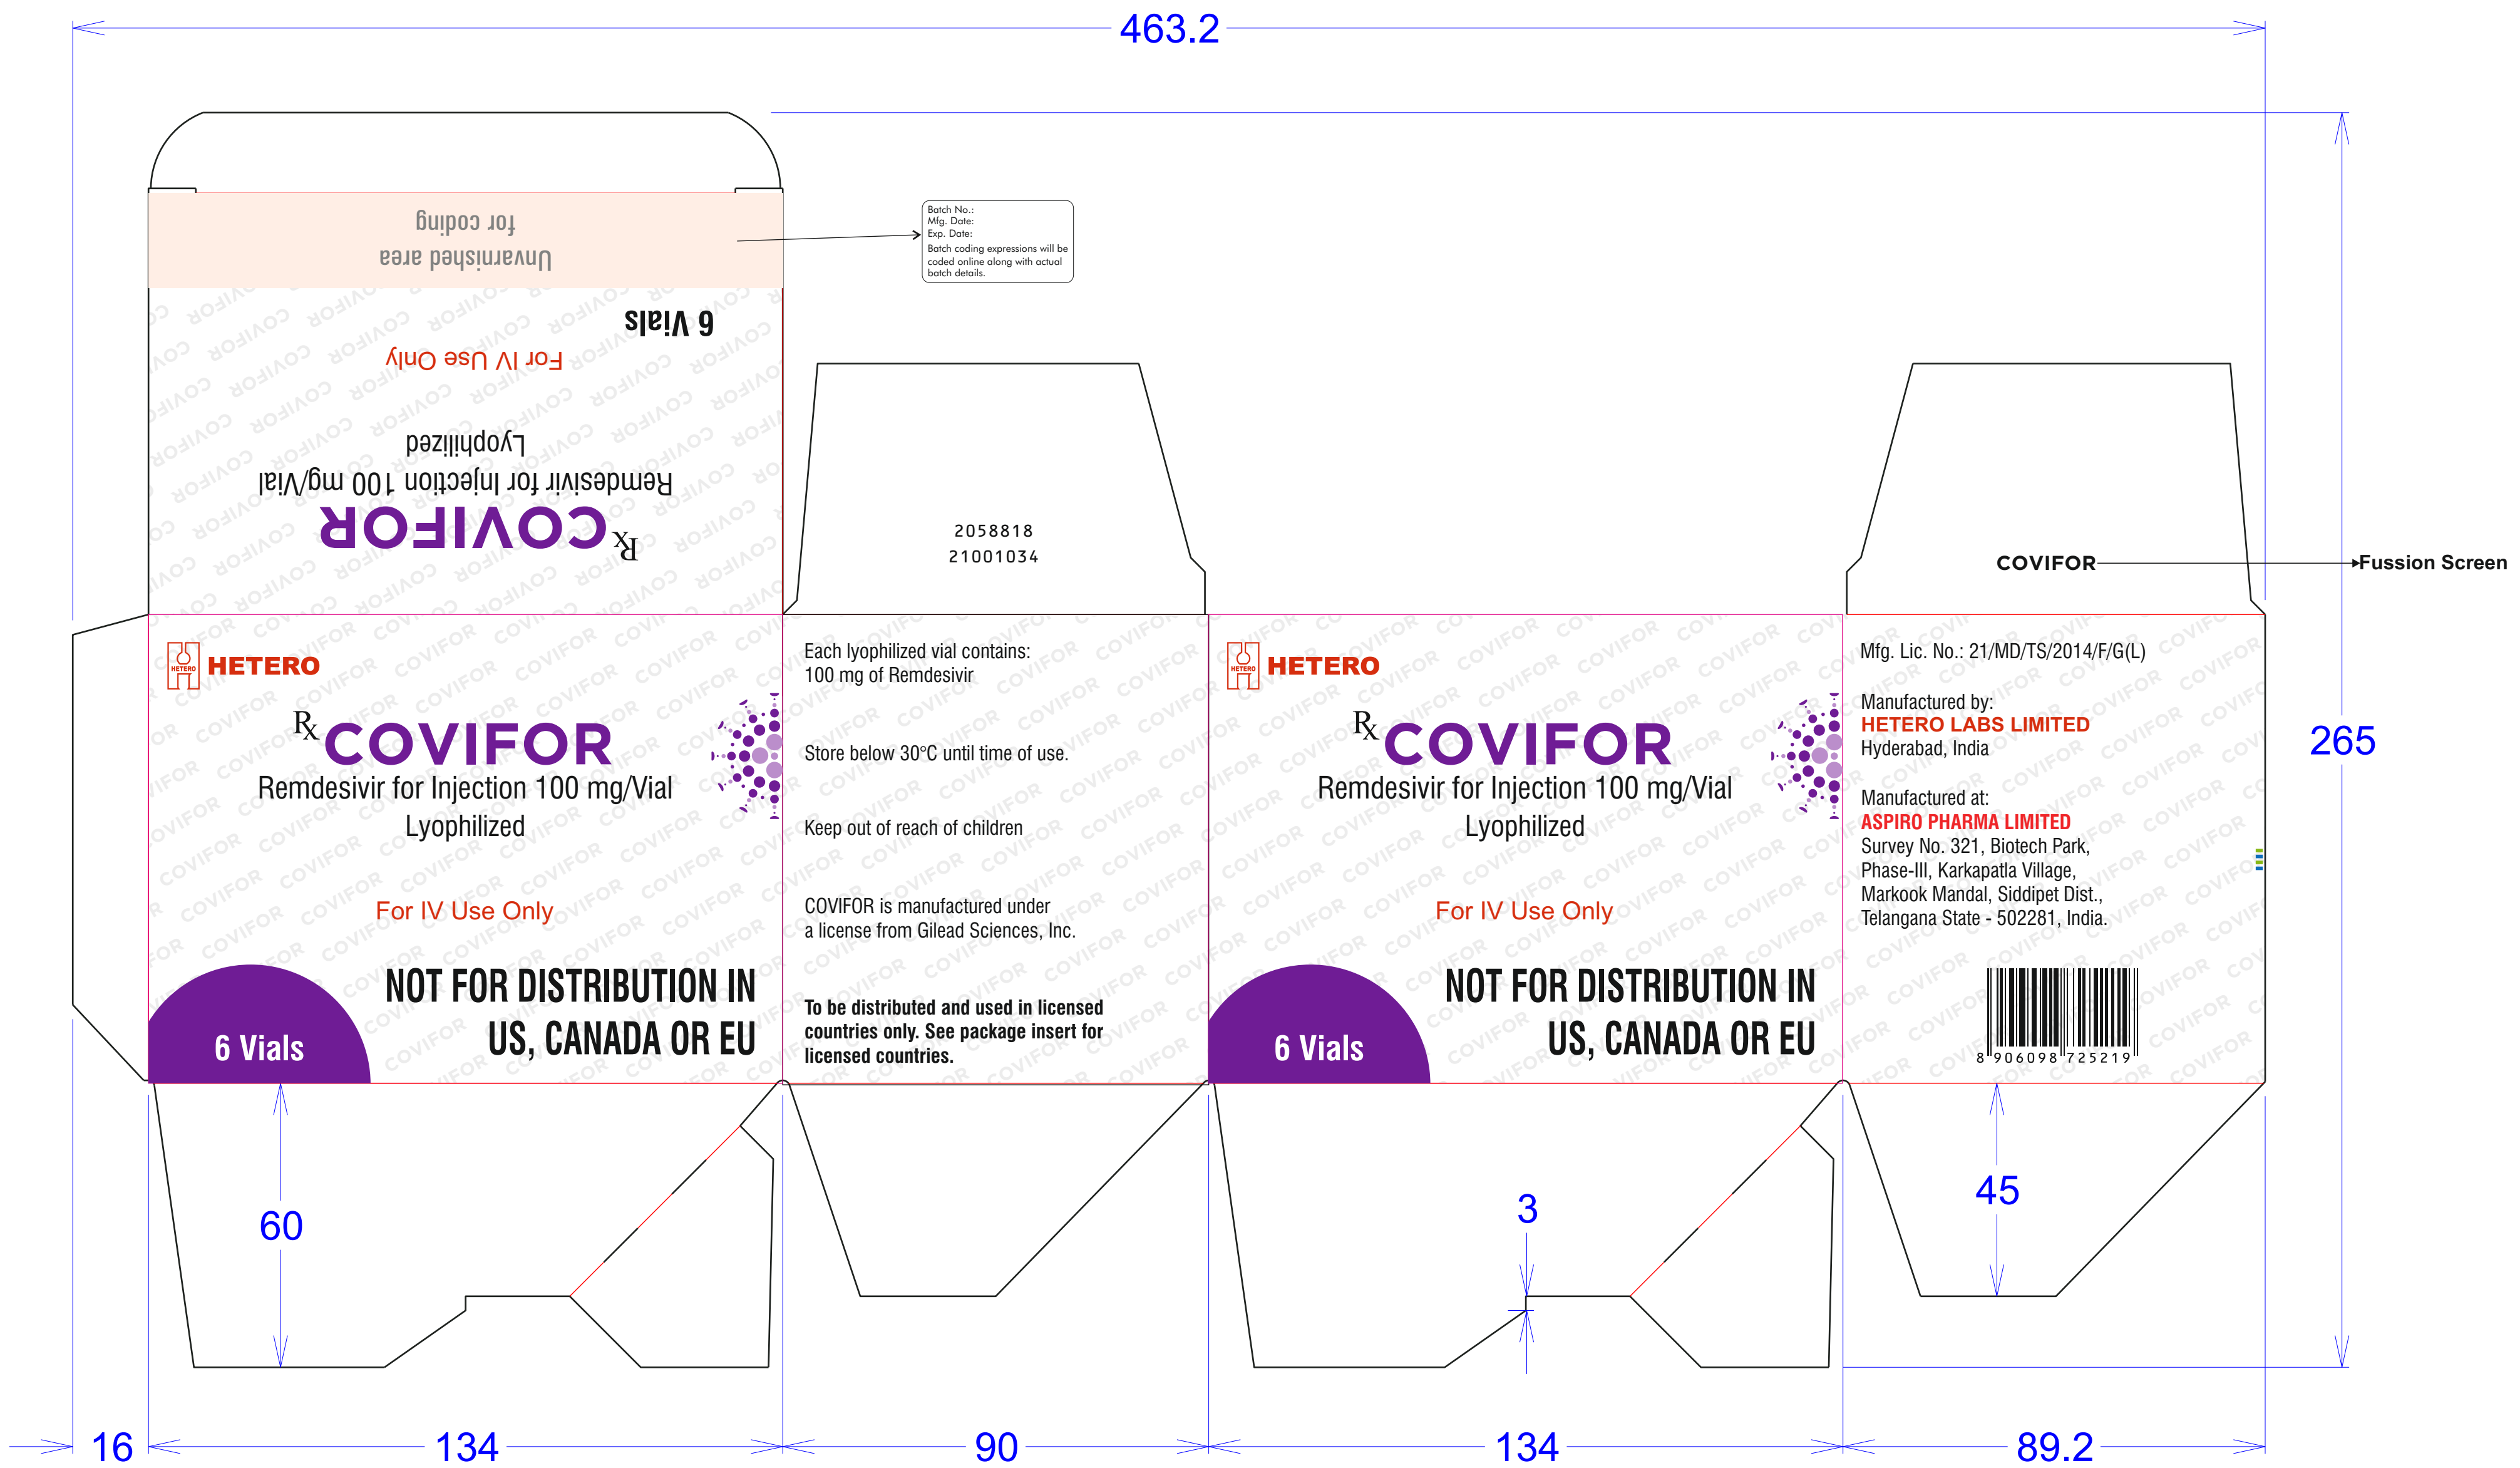 463.2
Unvarnished area
for coding
6 Vials
For IV Use Only
Rx COVIFOR
Remdesivir for Injection 100 mg/Vial
Lyophilized
Batch No.:
Mfg. Date:
Exp. Date:
Batch coding expressions will be
coded online along with actual
batch details.
2058818
21001034
COVIFOR
Fussion Screen
HETERO
HETERO
Rx COVIFOR
Remdesivir for Injection 100 mg/Vial
Lyophilized
For IV Use Only
6 Vials
NOT FOR DISTRIBUTION IN
US, CANADA OR EU
Each lyophilized vial contains:
100 mg of Remdesivir
Store below 30°C until time of use.
Keep out of reach of children
COVIFOR is manufactured under
a license from Gilead Sciences, Inc.
To be distributed and used in licensed
countries only. See package insert for
licensed countries.
HETERO
HETERO
Rx COVIFOR
Remdesivir for Injection 100 mg/Vial
Lyophilized
For IV Use Only
6 Vials
NOT FOR DISTRIBUTION IN
US, CANADA OR EU
Mfg. Lic. No.: 21/MD/TS/2014/F/G(L)
Manufactured by:
HETERO LABS LIMITED
Hyderabad, India
Manufactured at:
ASPIRO PHARMA LIMITED
Survey No. 321, Biotech Park,
Phase-III, Karkapatla Village,
Markook Mandal, Siddipet Dist.,
Telangana State - 502281, India.
8 906098 725219
265
60
3
45
16
134
90
134
89.2